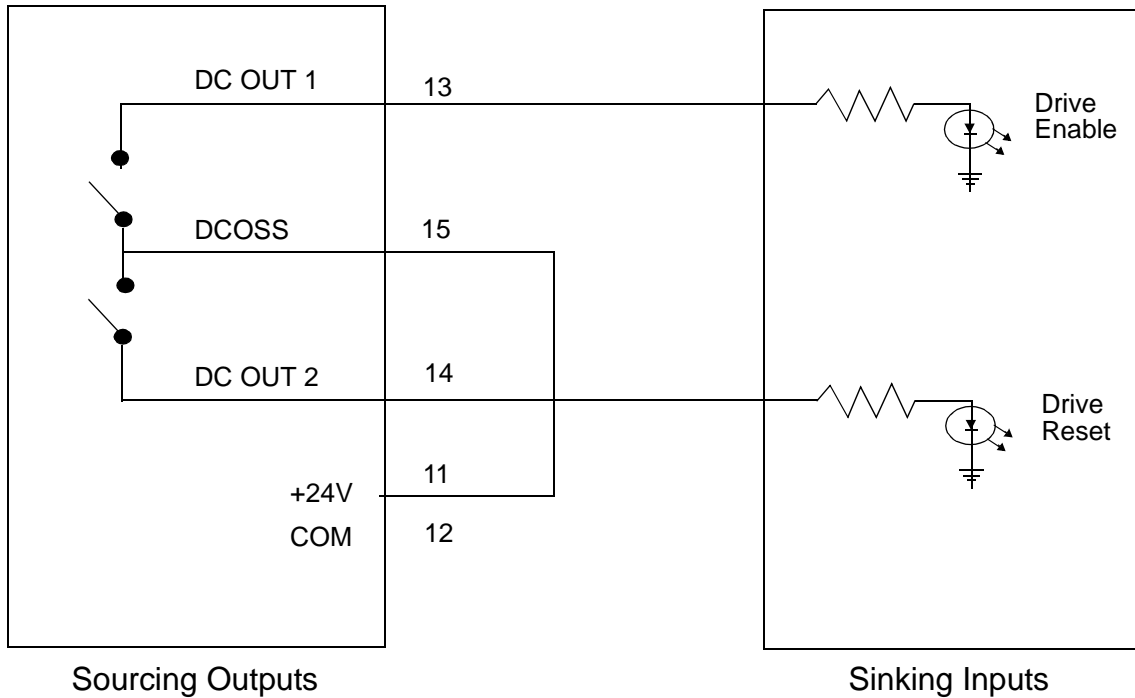 DC OUT 1
13
Drive
Enable
DCOSS
15
DC OUT 2
14
Drive
Reset
+24V
11
COM
12
Sourcing Outputs
Sinking Inputs